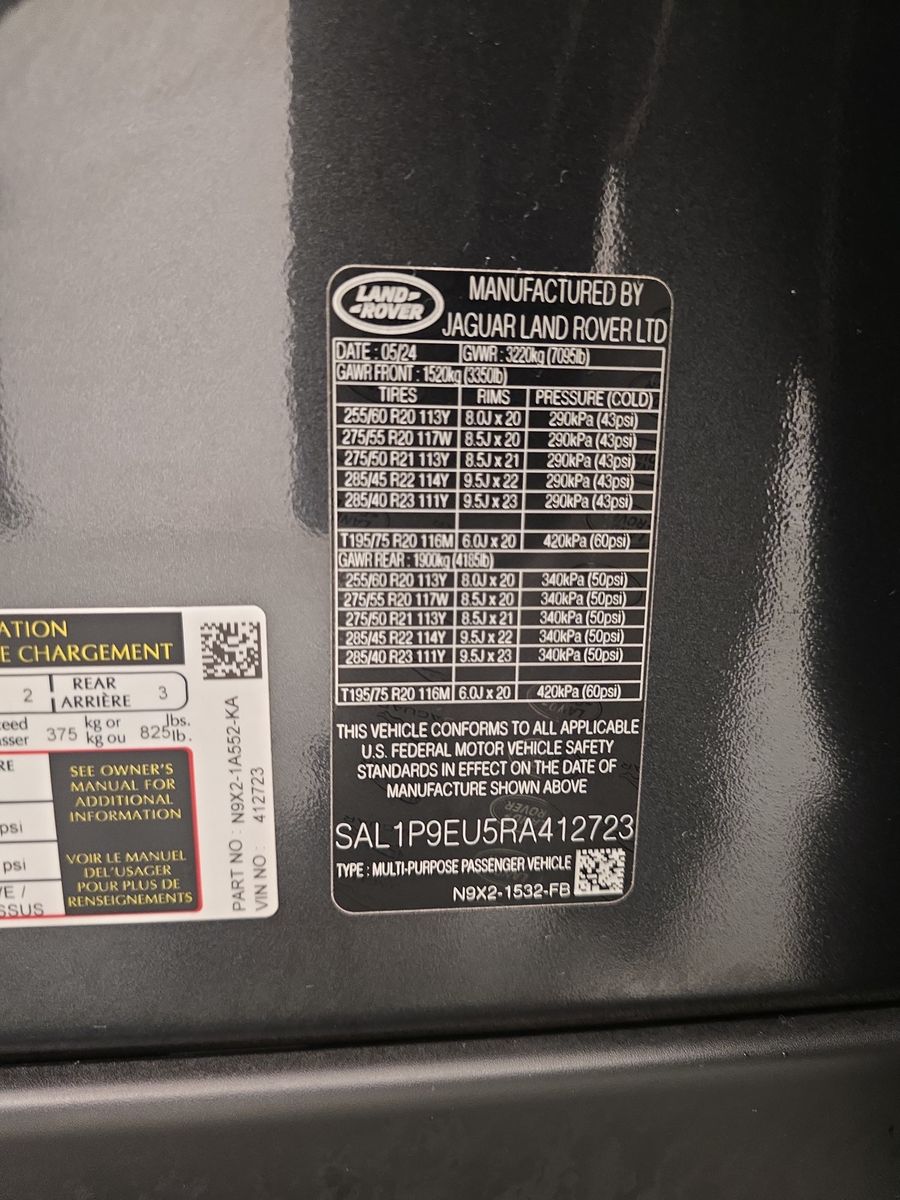 LAND-
-ROVER
MANUFACTURED BY
JAGUAR LAND ROVER LTD
DATE : 05/24 GVWR : 3220kg (7095lb)
GAWR FRONT : 1520kg (3350lb)
TIRES RIMS PRESSURE (COLD)
255/60 R20 113Y 8.0J x 20 290kPa (43psi)
275/55 R20 117W 8.5J x 20 290kPa (43psi)
275/50 R21 113Y 8.5J x 21 290kPa (43psi)
285/45 R22 114Y 9.5J x 22 290kPa (43psi)
285/40 R23 111Y 9.5J x 23 290kPa (43psi)
T195/75 R20 116M 6.0J x 20 420kPa (60psi)
GAWR REAR : 1900kg (4185lb)
255/60 R20 113Y 8.0J x 20 340kPa (50psi)
275/55 R20 117W 8.5J x 20 340kPa (50psi)
275/50 R21 113Y 8.5J x 21 340kPa (50psi)
285/45 R22 114Y 9.5J x 22 340kPa (50psi)
285/40 R23 111Y 9.5J x 23 340kPa (50psi)
T195/75 R20 116M 6.0J x 20 420kPa (60psi)
THIS VEHICLE CONFORMS TO ALL APPLICABLE
U.S. FEDERAL MOTOR VEHICLE SAFETY
STANDARDS IN EFFECT ON THE DATE OF
MANUFACTURE SHOWN ABOVE
SAL1P9EU5RA412723
TYPE : MULTI-PURPOSE PASSENGER VEHICLE
N9X2-1532-FB
ATION
E CHARGEMENT
2 REAR 3
ARRIÈRE
eed 375 kg or 825 lbs.
sser kg ou lb.
RE
SEE OWNER'S
MANUAL FOR
ADDITIONAL
INFORMATION
psi
psi
VOIR LE MANUEL
DEL'USAGER
POUR PLUS DE
RENSEIGNEMENTS
VE /
SSUS
PART NO : N9X2-1A552-KA
VIN NO : 412723